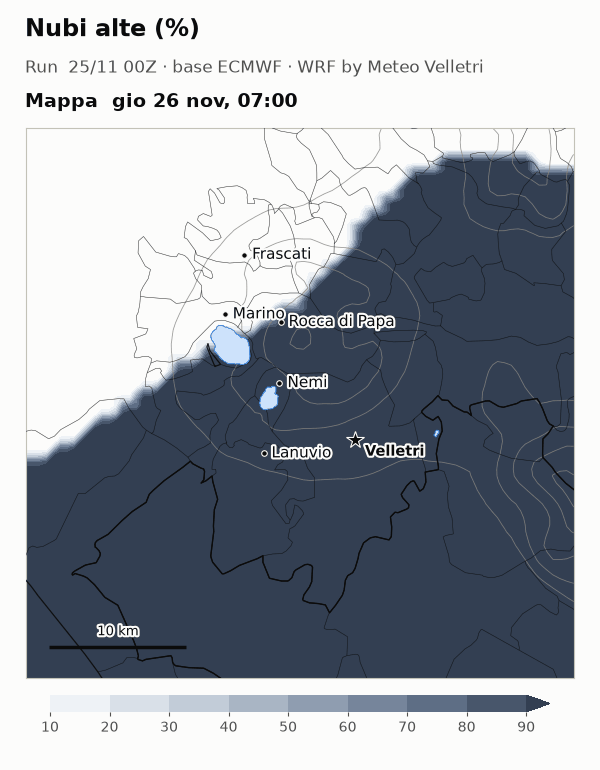 Nubi alte (%)
Run  25/11 00Z · base ECMWF · WRF by Meteo Velletri
Mappa  gio 26 nov, 07:00
Frascati
Marino
Rocca di Papa
Nemi
Velletri
Lanuvio
10 km
10 20 30 40 50 60 70 80 90